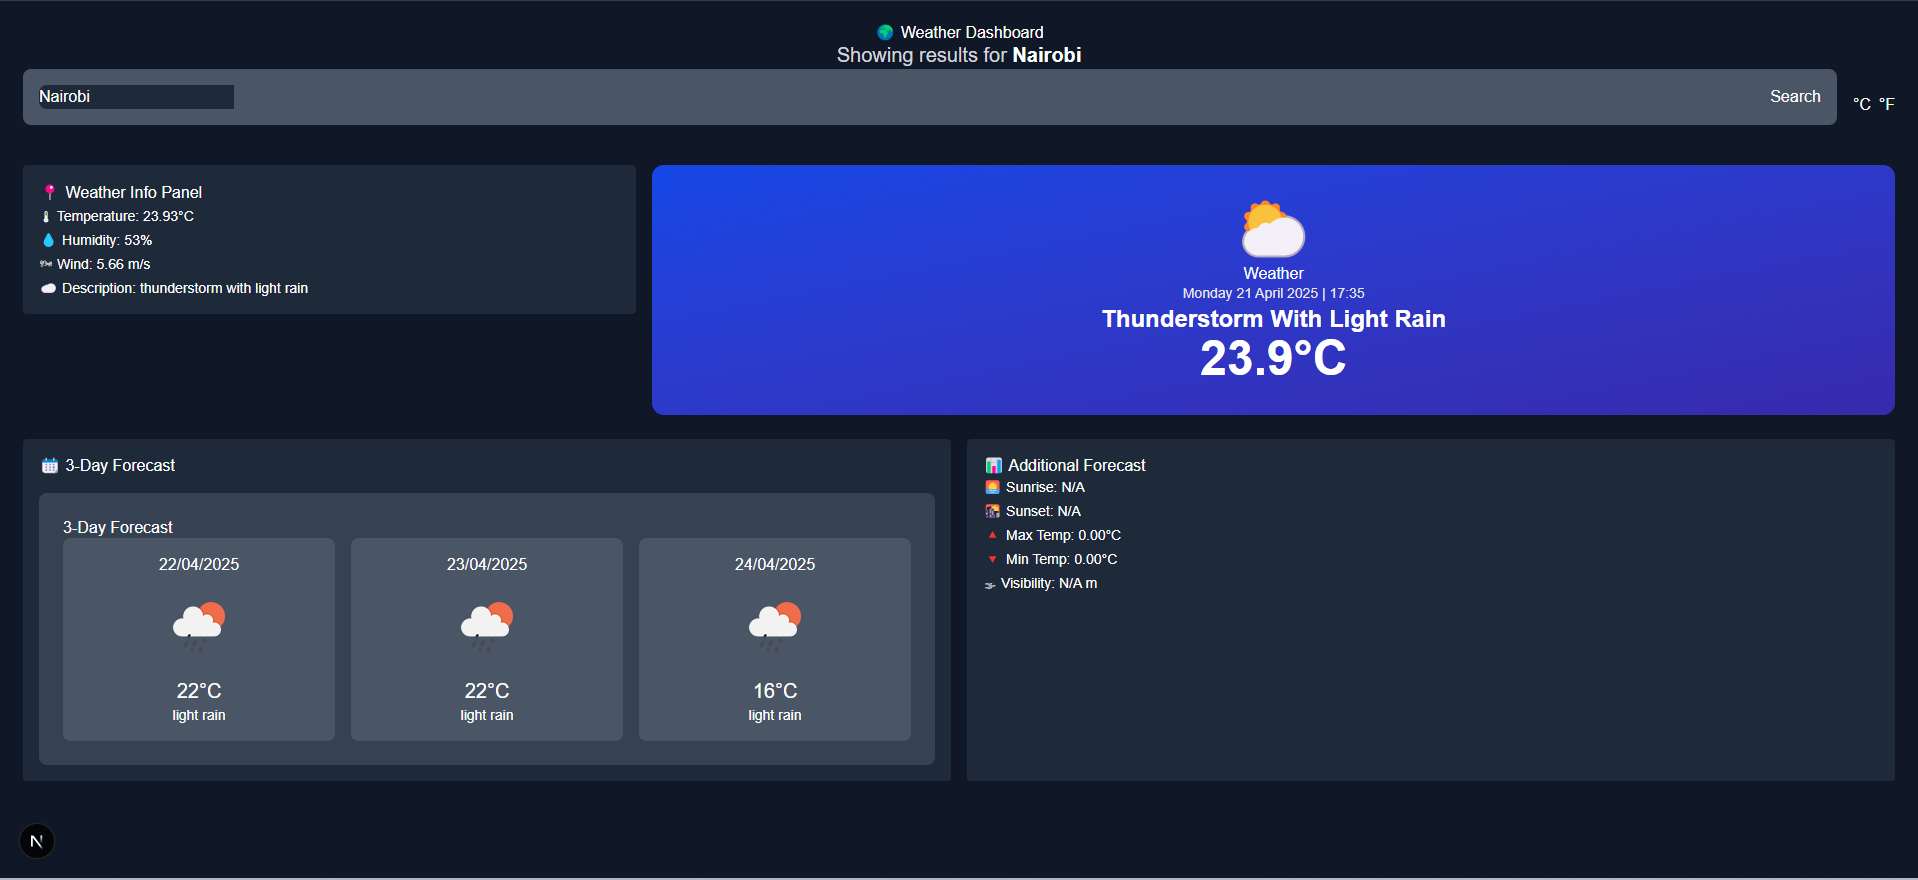 Weather Dashboard
Showing results for Nairobi
Nairobi
Search
°C °F
Weather Info Panel
Temperature: 23.93°C
Humidity: 53%
Wind: 5.66 m/s
Description: thunderstorm with light rain
Weather
Monday 21 April 2025 | 17:35
Thunderstorm With Light Rain
23.9°C
3-Day Forecast
3-Day Forecast
22/04/2025
22°C
light rain
23/04/2025
22°C
light rain
24/04/2025
16°C
light rain
Additional Forecast
Sunrise: N/A
Sunset: N/A
Max Temp: 0.00°C
Min Temp: 0.00°C
Visibility: N/A m
N